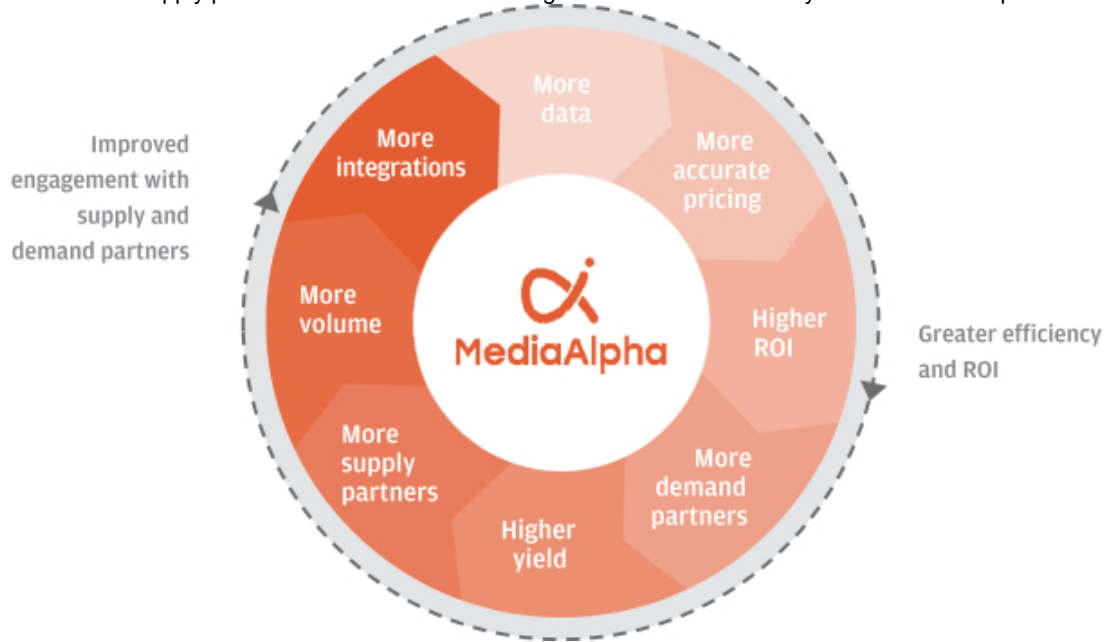 More
data
More
accurate
pricing
Higher
ROI
More
demand
partners
Higher
yield
More
supply
partners
More
volume
More
integrations
MediaAlpha
Improved
engagement with
supply and
demand partners
Greater efficiency
and ROI